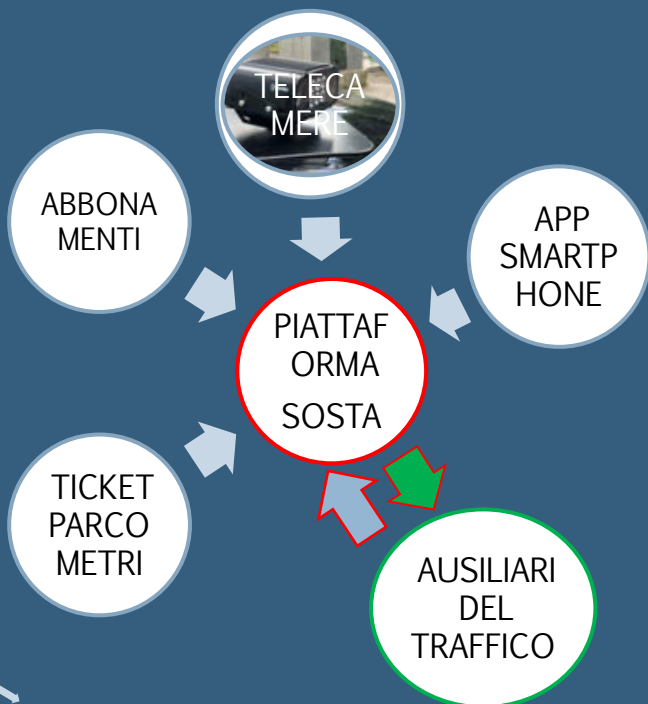 TELECA
MERE
ABBONA
MENTI
APP
SMARTP
HONE
PIATTAF
ORMA
SOSTA
TICKET
PARCO
METRI
AUSILIARI
DEL
TRAFFICO